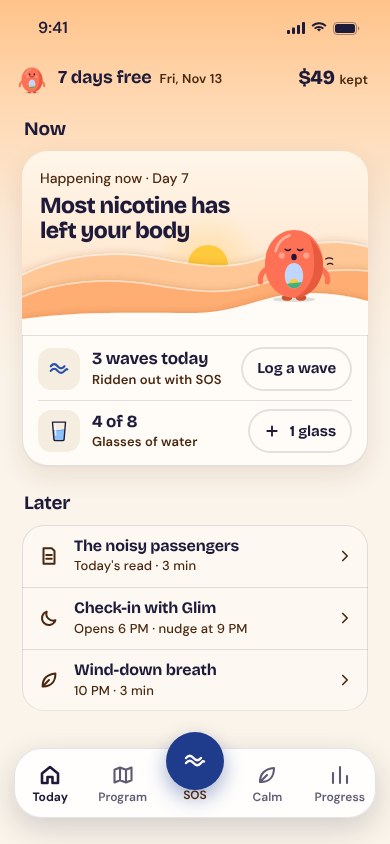 9:41
7 days free Fri, Nov 13
$49 kept
Now
Happening now · Day 7
Most nicotine has
left your body
3 waves today
Ridden out with SOS
Log a wave
4 of 8
Glasses of water
+ 1 glass
Later
The noisy passengers
Today's read · 3 min
Check-in with Glim
Opens 6 PM · nudge at 9 PM
Wind-down breath
10 PM · 3 min
Today
Program
SOS
Calm
Progress